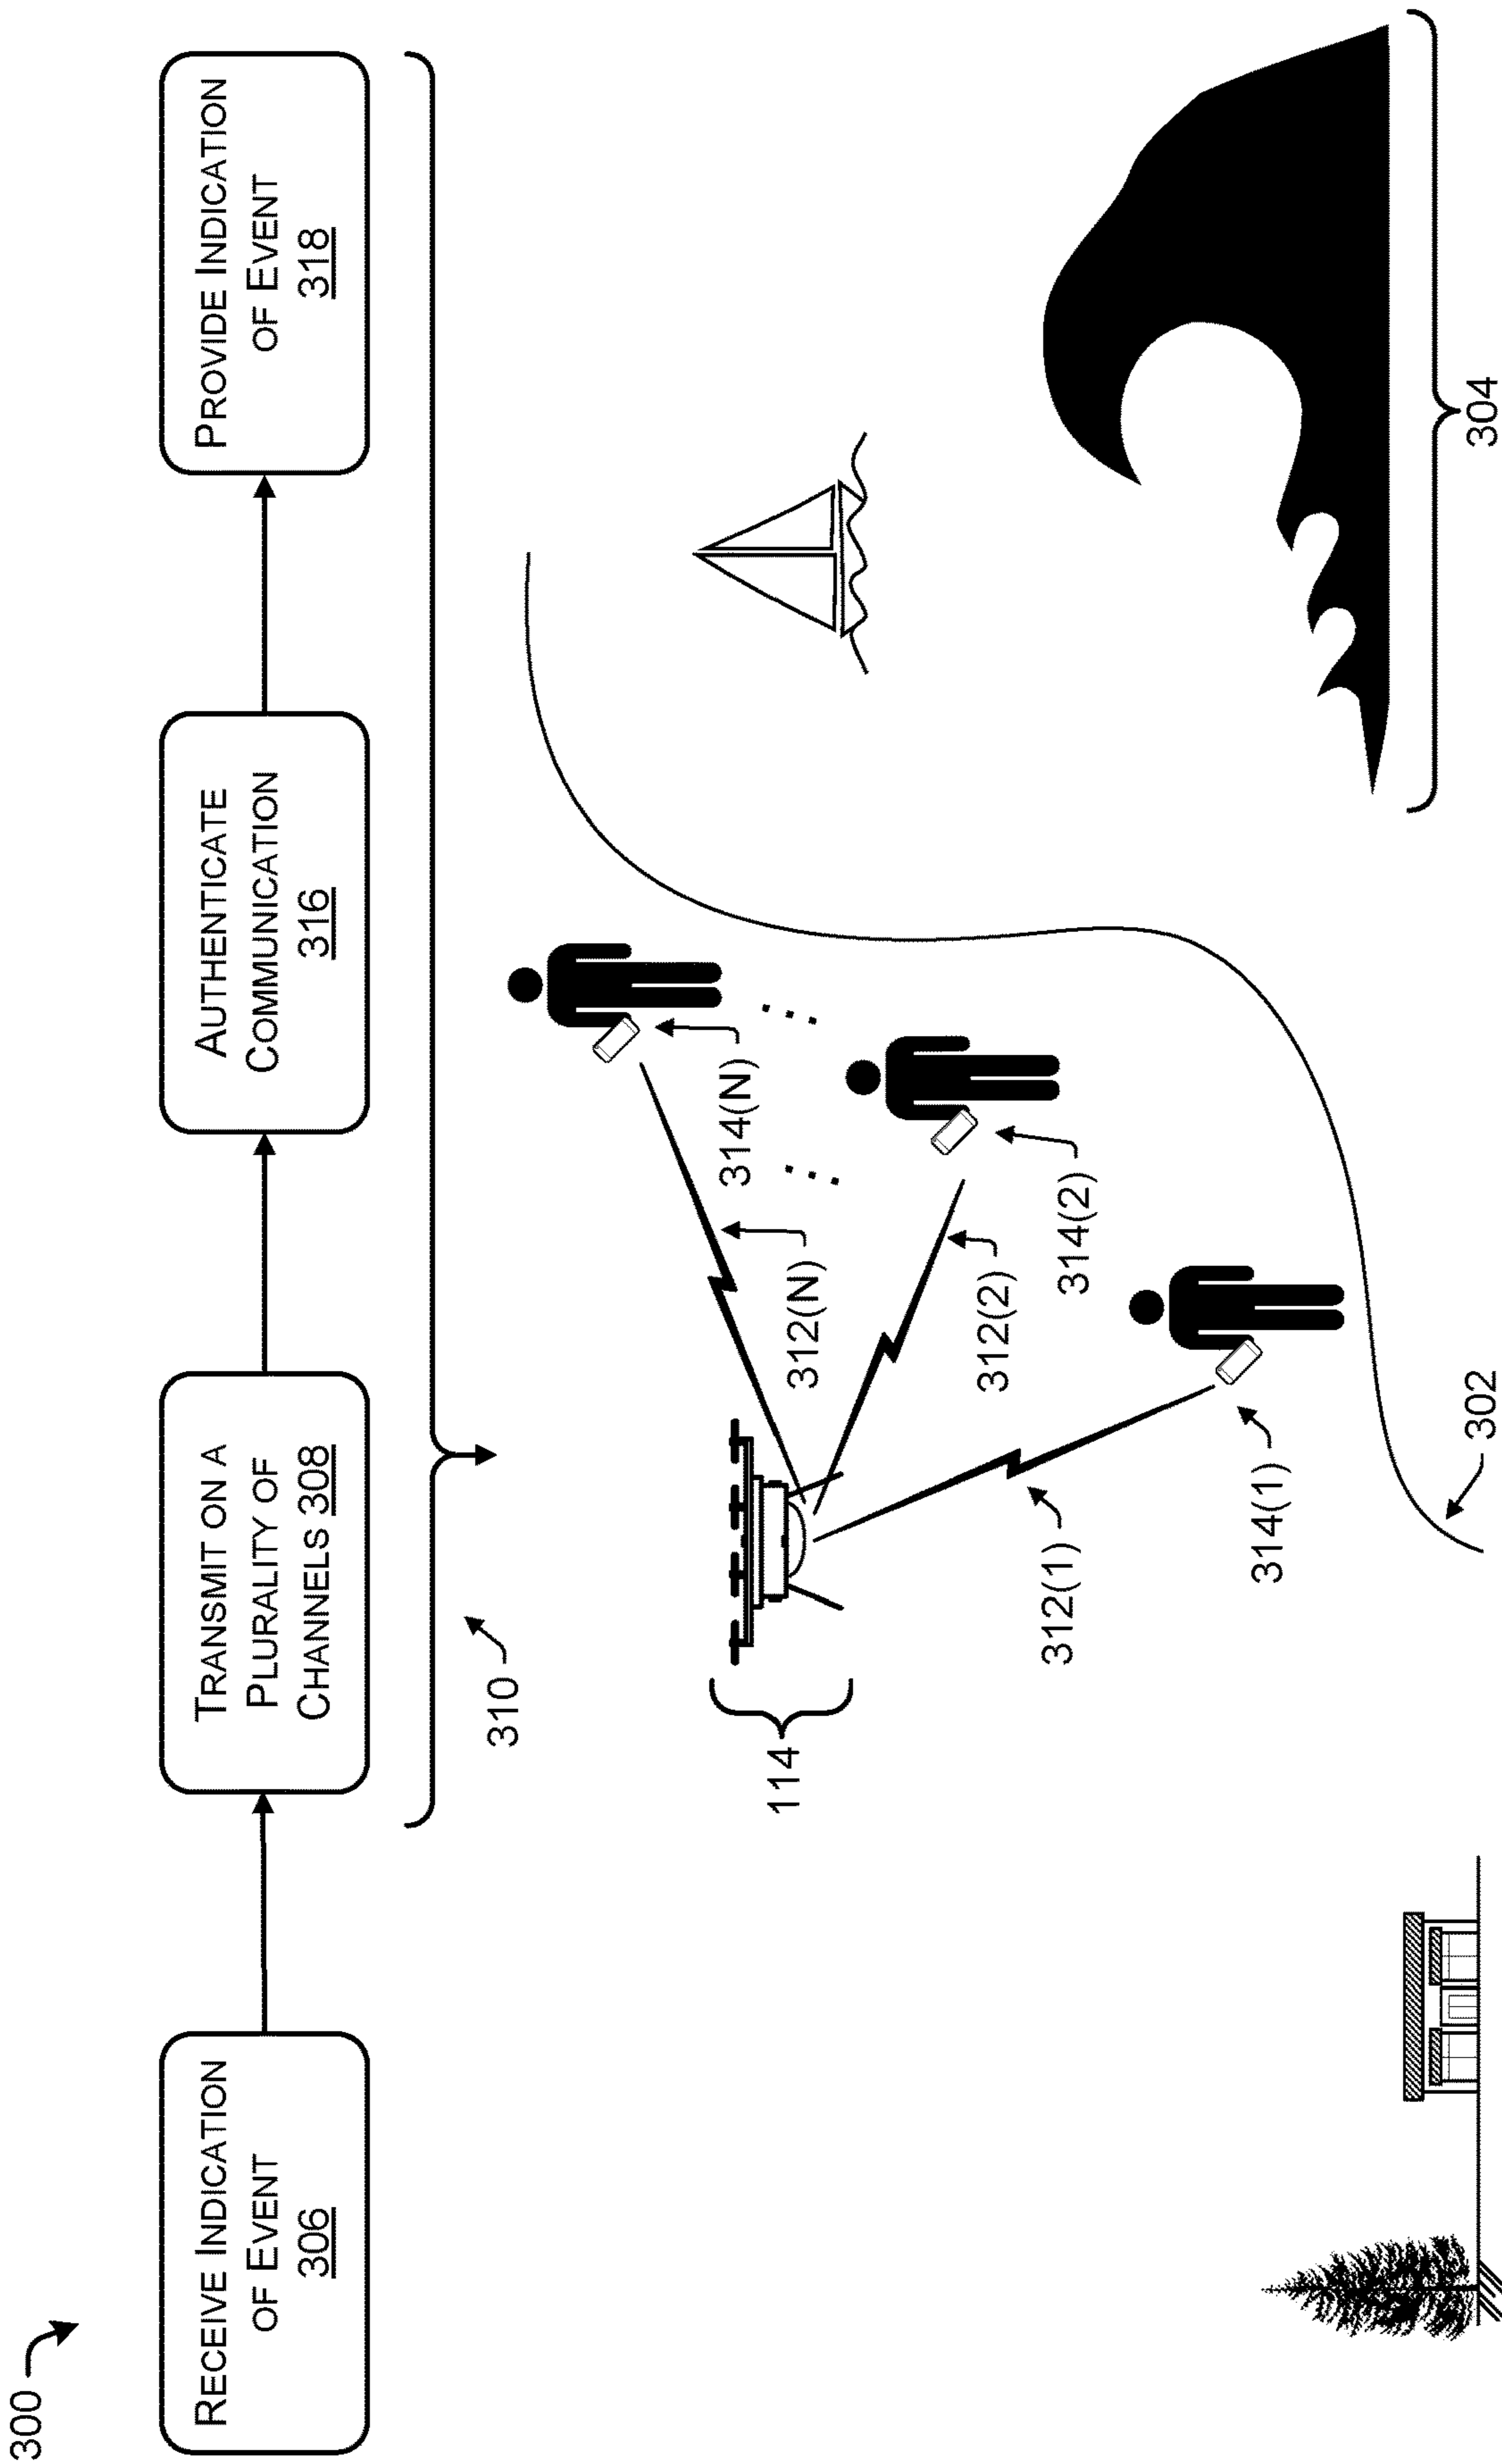 300
RECEIVE INDICATION
OF EVENT
306
TRANSMIT ON A
PLURALITY OF
CHANNELS 308
AUTHENTICATE
COMMUNICATION
316
PROVIDE INDICATION
OF EVENT
318
310
114
312(N)
314(N)
312(2)
314(2)
312(1)
314(1)
302
304